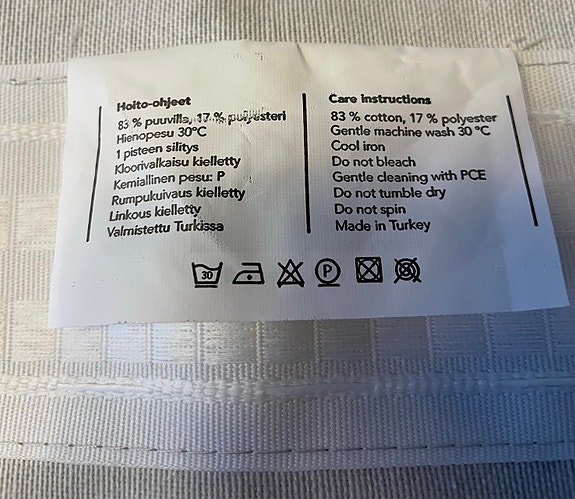 Hoito-ohjeet
83 % puuvilla, 17 % polyesteri
Hienopesu 30°C
1 pisteen silitys
Kloorivalkaisu kielletty
Kemiallinen pesu: P
Rumpukuivaus kielletty
Linkous kielletty
Valmistettu Turkissa
Care instructions
83 % cotton, 17 % polyester
Gentle machine wash 30 °C
Cool iron
Do not bleach
Gentle cleaning with PCE
Do not tumble dry
Do not spin
Made in Turkey
30 P